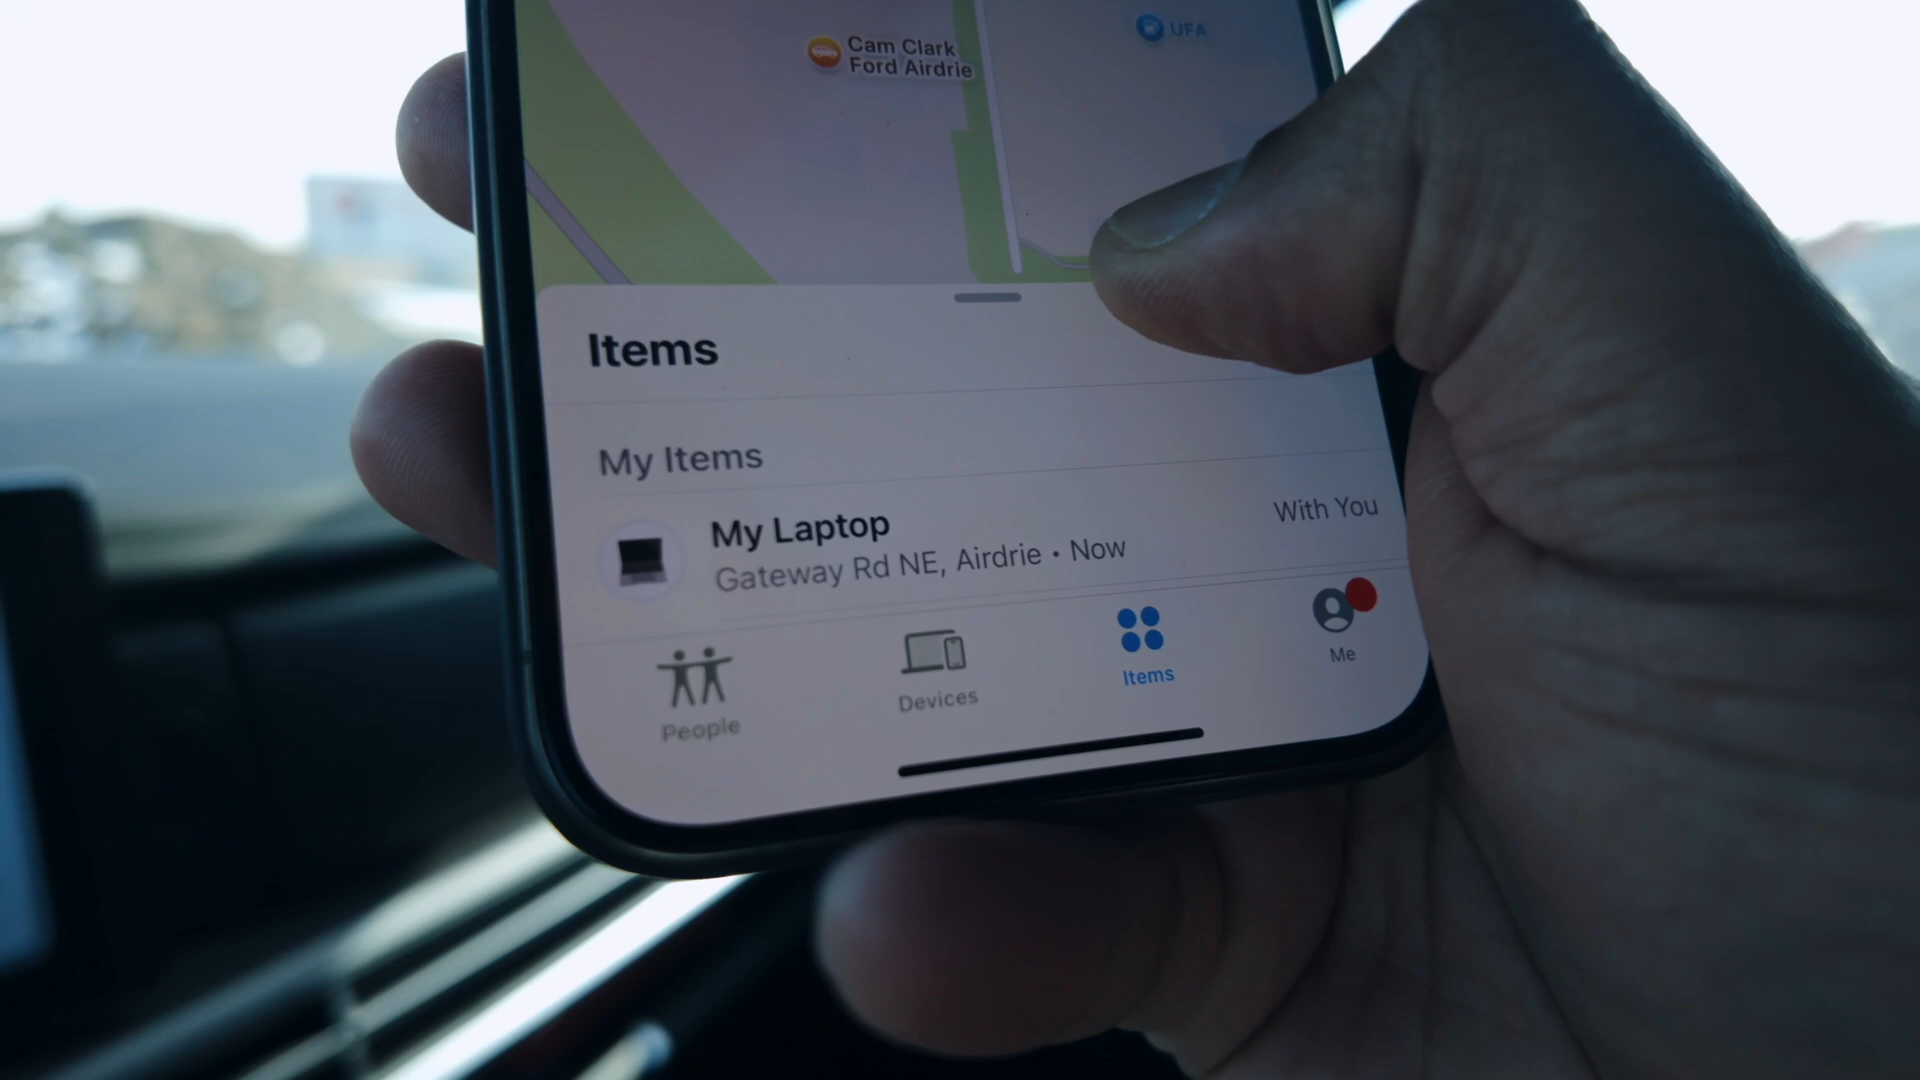 Cam Clark
Ford Airdrie
UFA
Items
My Items
My Laptop
Gateway Rd NE, Airdrie • Now
With You
People
Devices
Items
Me